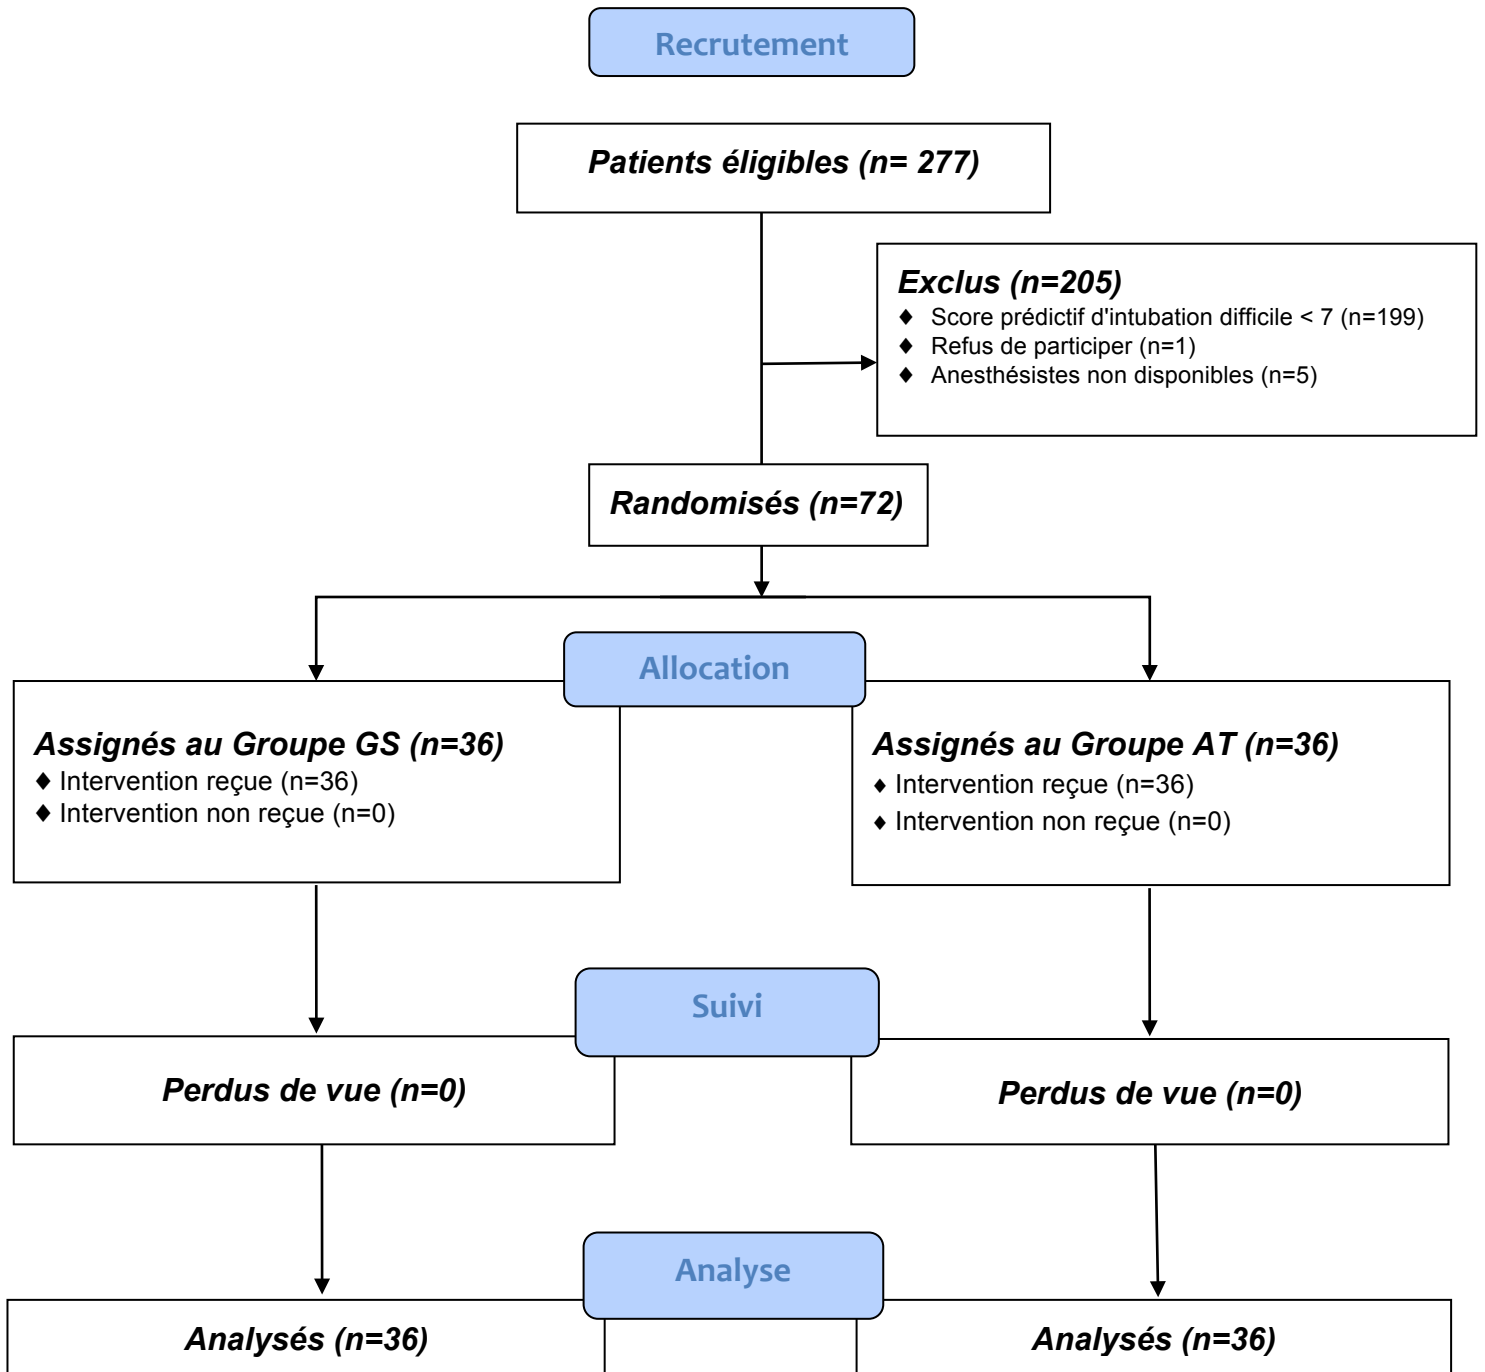 Recrutement
Patients éligibles (n= 277)
Exclus (n=205)
♦ Score prédictif d'intubation difficile < 7 (n=199)
♦ Refus de participer (n=1)
♦ Anesthésistes non disponibles (n=5)
Randomisés (n=72)
Allocation
Assignés au Groupe GS (n=36)
♦ Intervention reçue (n=36)
♦ Intervention non reçue (n=0)
Assignés au Groupe AT (n=36)
♦ Intervention reçue (n=36)
♦ Intervention non reçue (n=0)
Suivi
Perdus de vue (n=0)
Perdus de vue (n=0)
Analyse
Analysés (n=36)
Analysés (n=36)